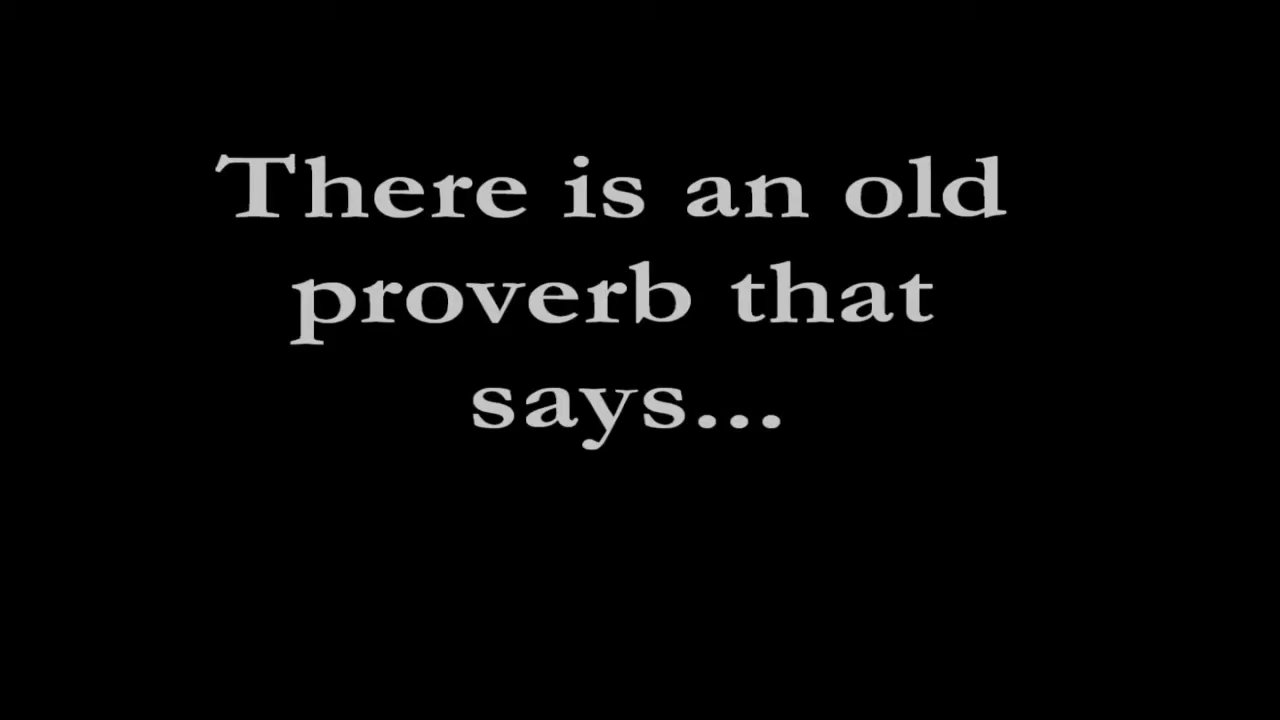 There is an old
proverb that
says...